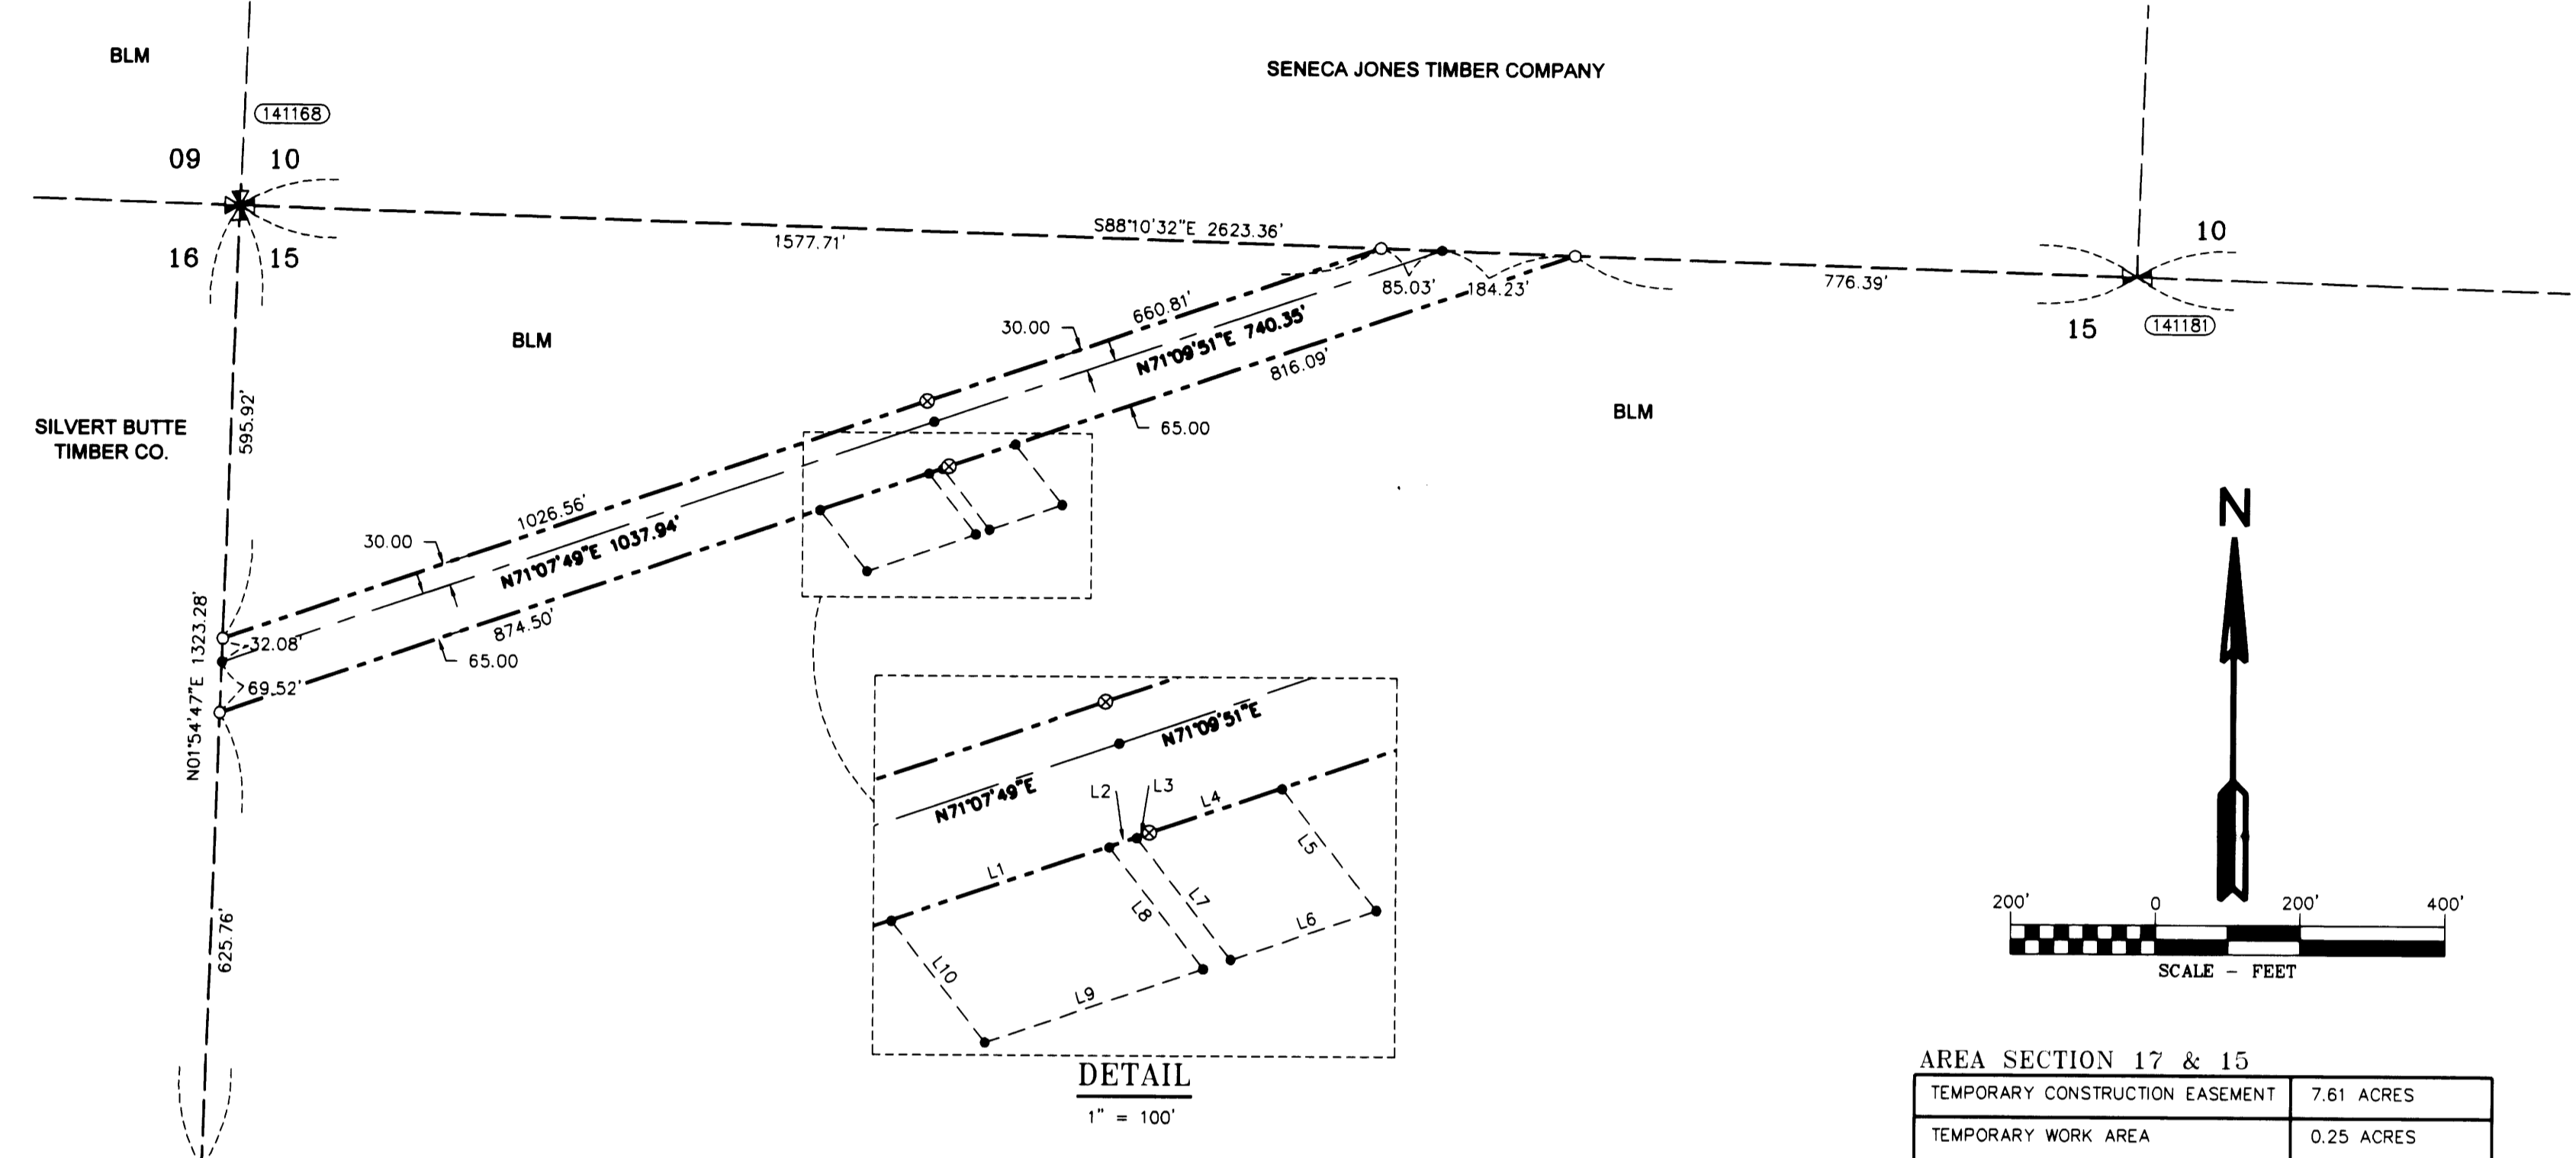 BLM
SENECA JONES TIMBER COMPANY
141168
09 10
16 15
S88°10'32"E 2623.36'
1577.71'
10
85.03'
184.23'
776.39'
15
141181
660.81'
30.00
N71°09'51"E 740.35'
816.09'
BLM
BLM
SILVERT BUTTE
TIMBER CO.
595.92'
65.00
1026.56'
30.00
N71°07'49"E 1037.94'
874.50'
65.00
32.08'
69.52'
N01°54'47"E 1323.28'
625.76'
N
200' 0 200' 400'
SCALE - FEET
N71°09'51"E
N71°07'49"E
L2
L3
L4
L1
L5
L7
L8
L6
L10
L9
DETAIL
1" = 100'
AREA SECTION 17 & 15
TEMPORARY CONSTRUCTION EASEMENT 7.61 ACRES
TEMPORARY WORK AREA 0.25 ACRES